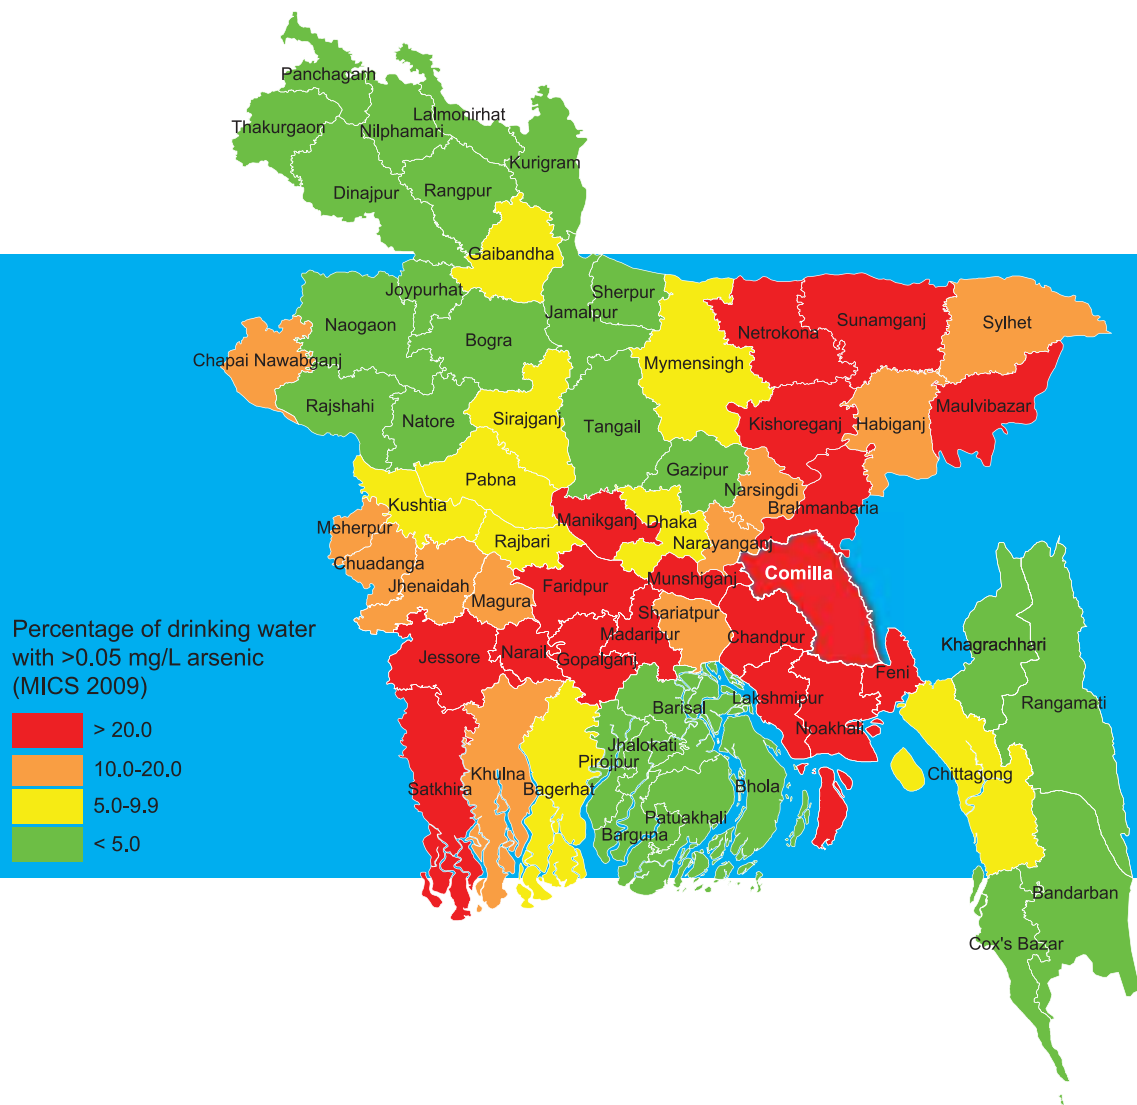 Panchagarh
Lalmonirhat
Thakurgaon
Nilphamari
Kurigram
Dinajpur
Rangpur
Gaibandha
Joypurhat
Sherpur
Jamalpur
Naogaon
Sunamganj
Sylhet
Netrokona
Bogra
Chapai Nawabganj
Mymensingh
Rajshahi
Maulvibazar
Natore
Sirajganj
Tangail
Kishoreganj
Habiganj
Gazipur
Pabna
Narsingdi
Kushtia
Brahmanbaria
Manikganj
Dhaka
Meherpur
Rajbari
Narayanganj
Chuadanga
Comilla
Jhenaidah
Faridpur
Munshiganj
Magura
Shariatpur
Percentage of drinking water
with >0.05 mg/L arsenic
(MICS 2009)
Madaripur
Chandpur
Khagrachhari
Jessore
Narail
Gopalganj
Feni
Lakshmipur
Rangamati
Barisal
> 20.0
Noakhali
Jhalokati
Pirojpur
10.0-20.0
Khulna
Chittagong
Satkhira
Bagerhat
Bhola
5.0-9.9
Patuakhali
Barguna
< 5.0
Bandarban
Cox's Bazar